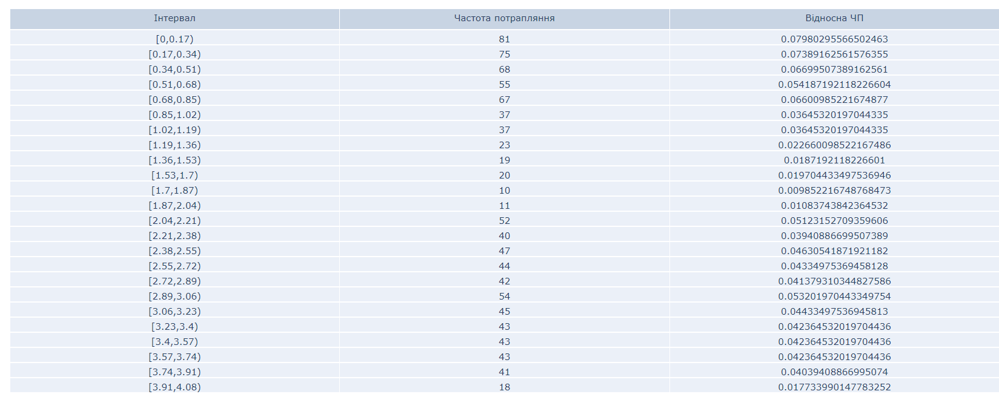 Інтервал Частота потрапляння Відносна ЧП
[0,0.17) 81 0.07980295566502463
[0.17,0.34) 75 0.07389162561576355
[0.34,0.51) 68 0.06699507389162561
[0.51,0.68) 55 0.054187192118226604
[0.68,0.85) 67 0.06600985221674877
[0.85,1.02) 37 0.03645320197044335
[1.02,1.19) 37 0.03645320197044335
[1.19,1.36) 23 0.022660098522167486
[1.36,1.53) 19 0.0187192118226601
[1.53,1.7) 20 0.019704433497536946
[1.7,1.87) 10 0.009852216748768473
[1.87,2.04) 11 0.01083743842364532
[2.04,2.21) 52 0.05123152709359606
[2.21,2.38) 40 0.03940886699507389
[2.38,2.55) 47 0.04630541871921182
[2.55,2.72) 44 0.04334975369458128
[2.72,2.89) 42 0.041379310344827586
[2.89,3.06) 54 0.053201970443349754
[3.06,3.23) 45 0.04433497536945813
[3.23,3.4) 43 0.042364532019704436
[3.4,3.57) 43 0.042364532019704436
[3.57,3.74) 43 0.042364532019704436
[3.74,3.91) 41 0.04039408866995074
[3.91,4.08) 18 0.017733990147783252